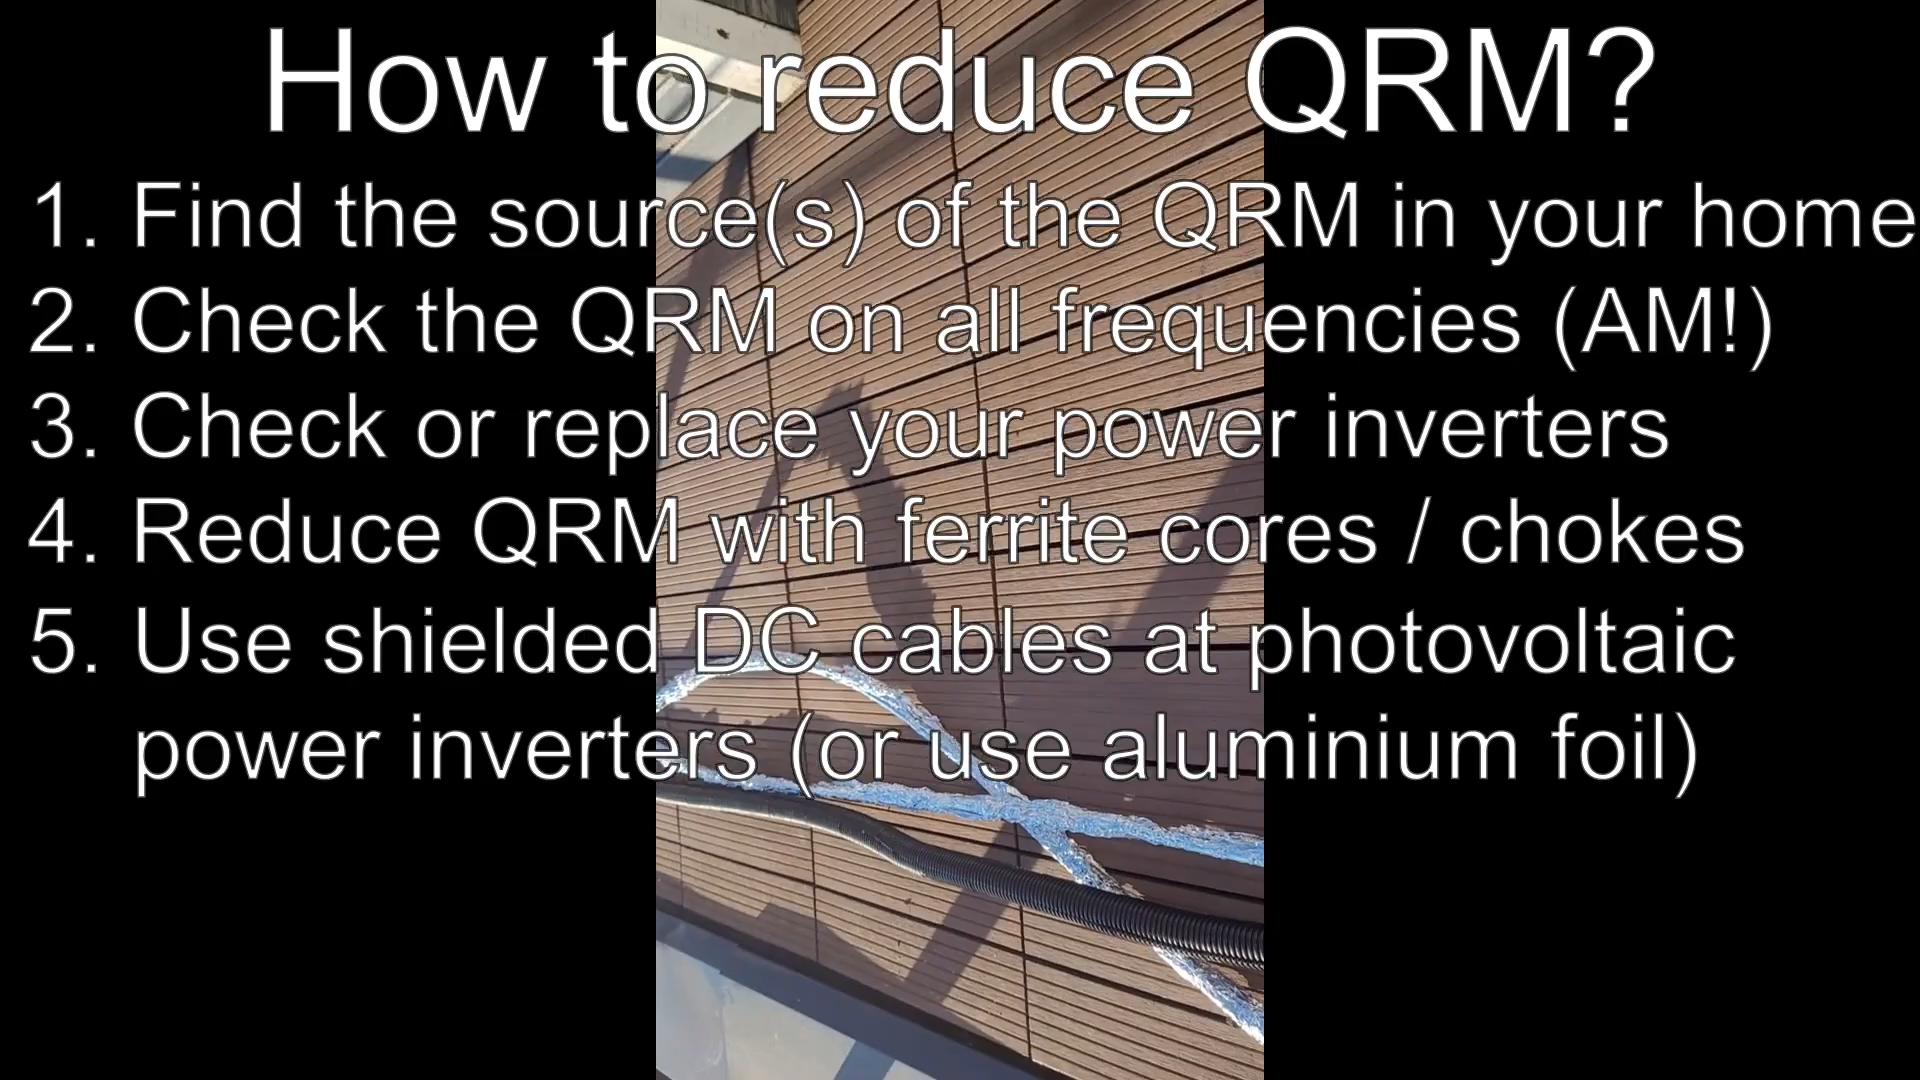 How to reduce QRM?
1. Find the source(s) of the QRM in your home
2. Check the QRM on all frequencies (AM!)
3. Check or replace your power inverters
4. Reduce QRM with ferrite cores / chokes
5. Use shielded DC cables at photovoltaic
power inverters (or use aluminium foil)